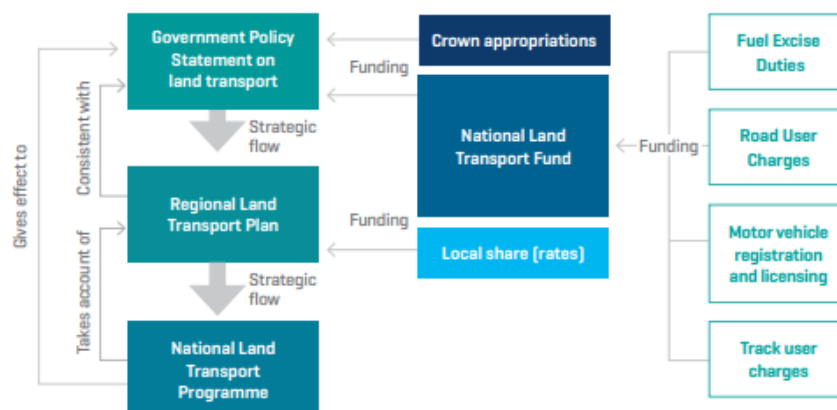 Government Policy
Statement on
land transport
Crown appropriations
Fuel Excise
Duties
Funding
Consistent with
Strategic
flow
National Land
Transport Fund
Funding
Road User
Charges
Gives effect to
Regional Land
Transport Plan
Funding
Takes account of
Local share (rates)
Motor vehicle
registration
and licensing
Strategic
flow
National Land
Transport
Programme
Track user
charges